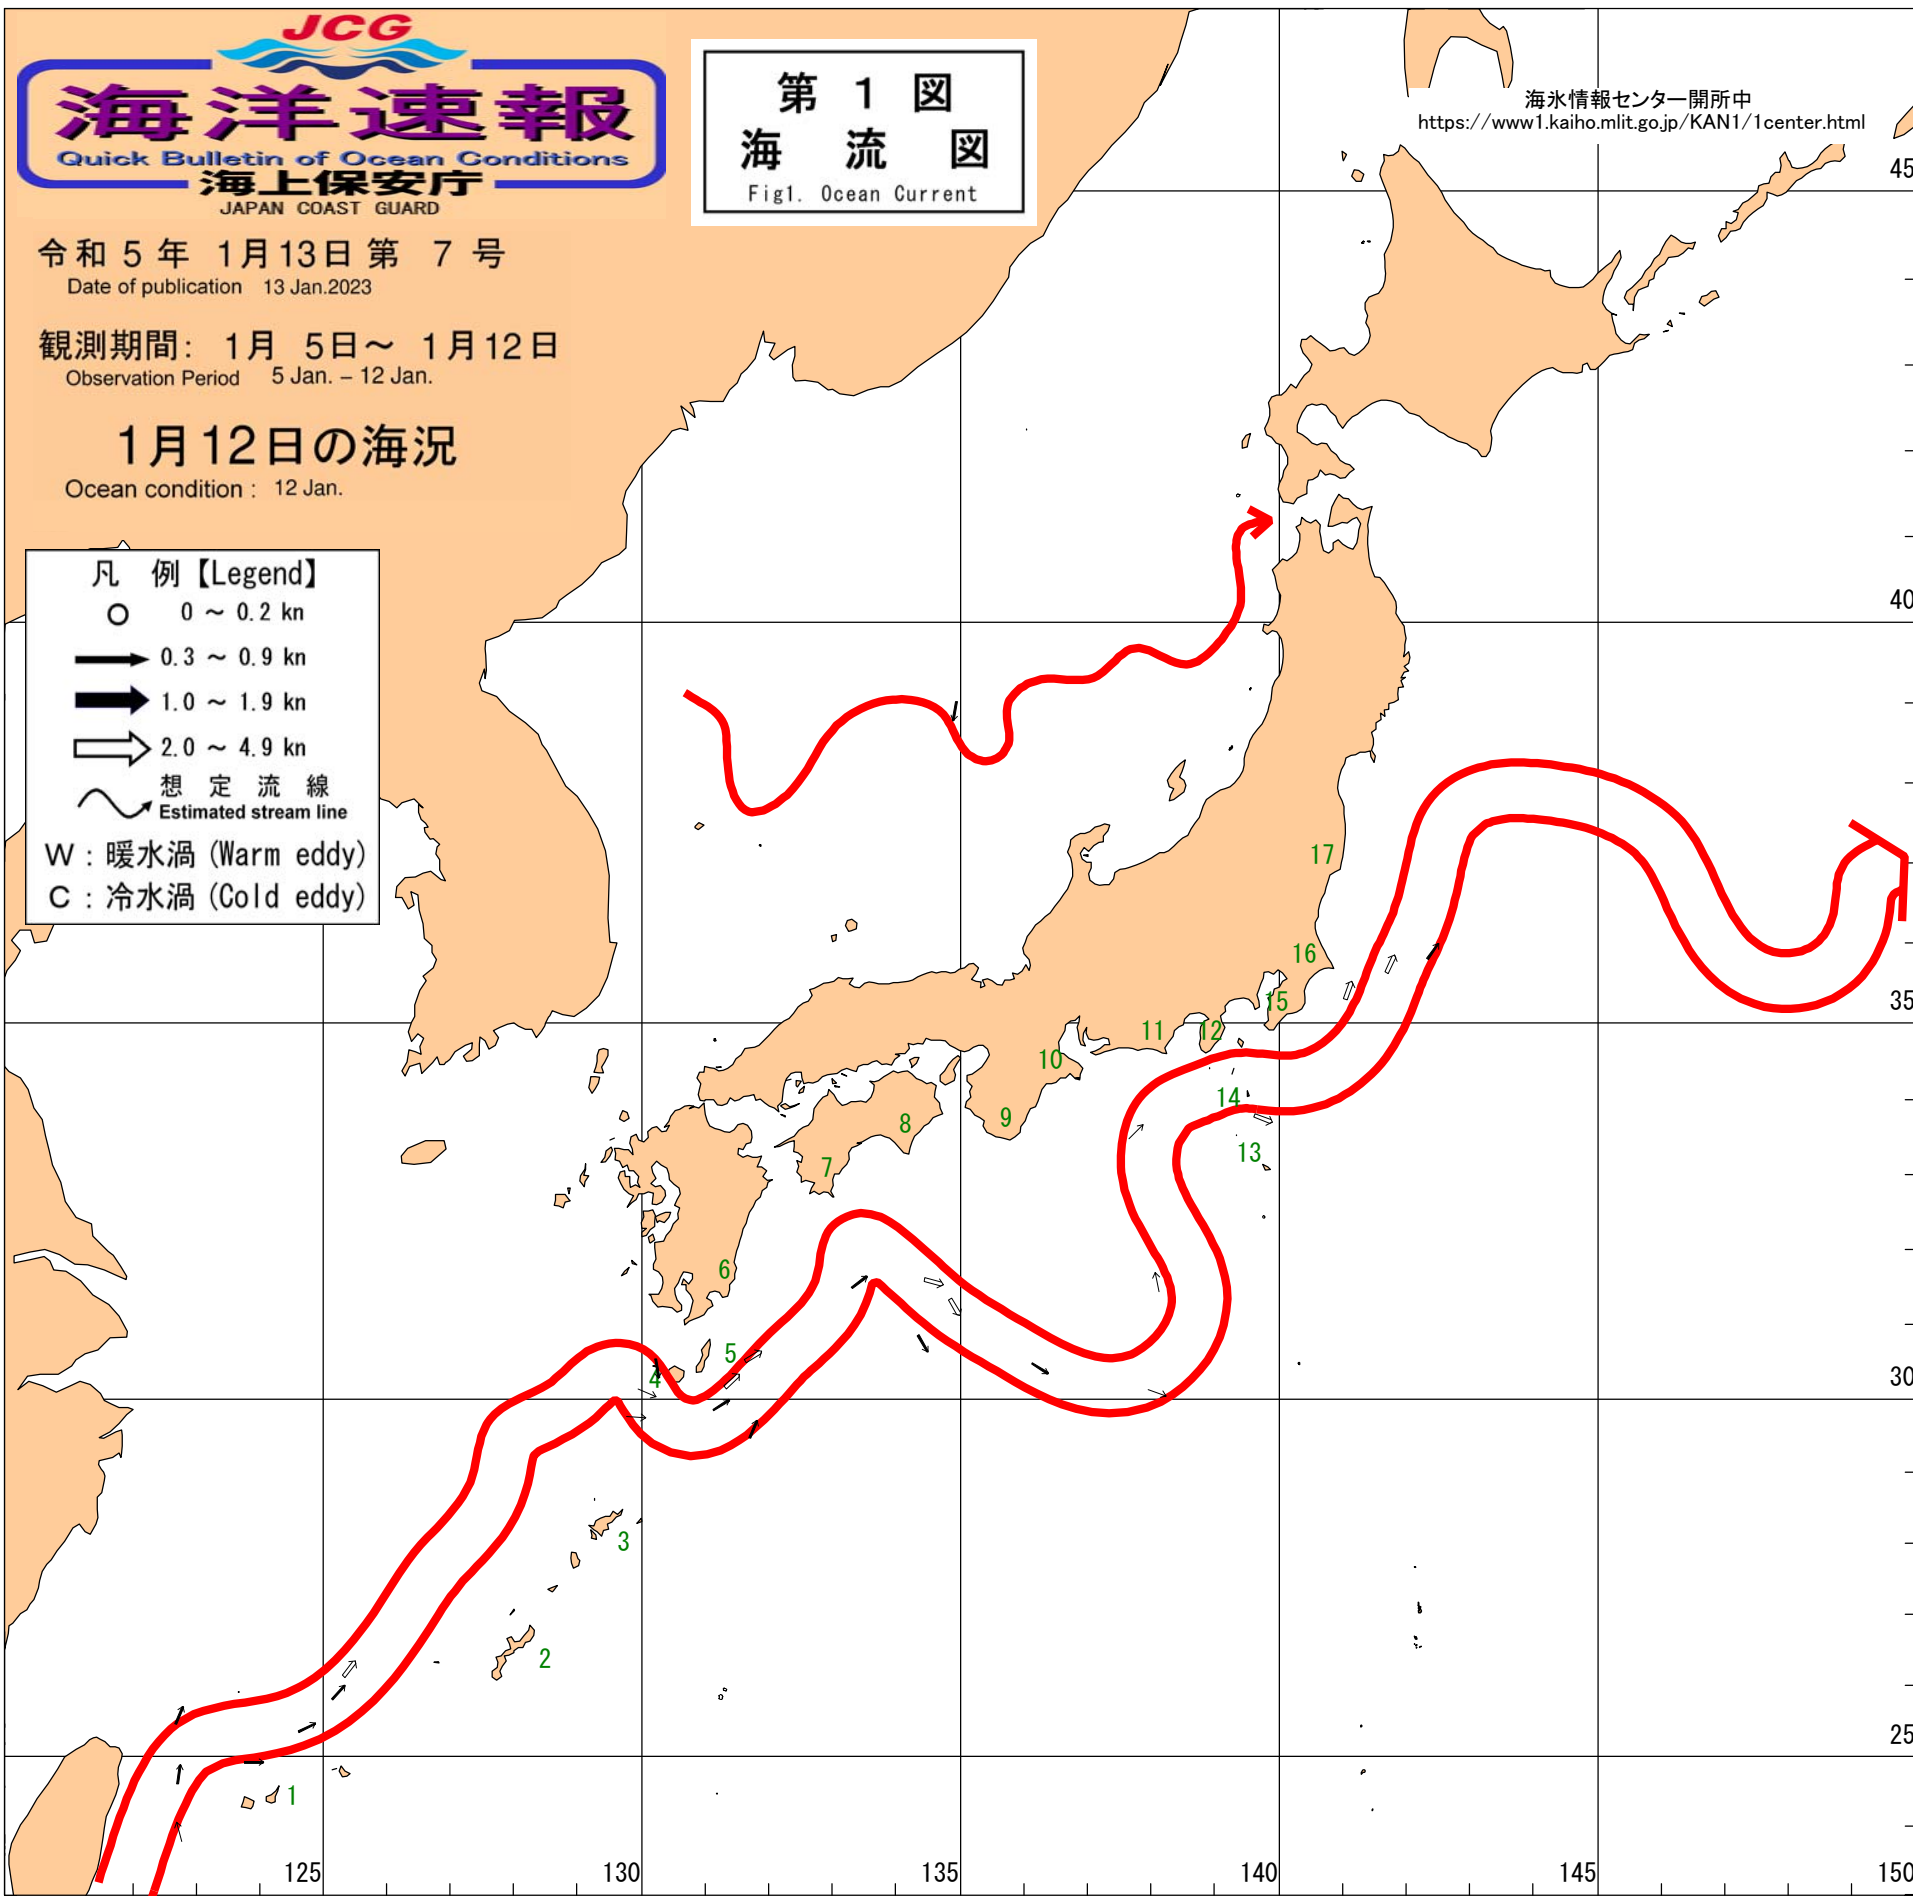 JCG
海洋速報
Quick Bulletin of Ocean Conditions
海上保安庁
JAPAN COAST GUARD
令和 5 年 1月13日 第 7 号
Date of publication 13 Jan.2023
観測期間: 1月 5日～ 1月12日
Observation Period 5 Jan. – 12 Jan.
1月12日の海況
Ocean condition : 12 Jan.
第 1 図
海 流 図
Fig1. Ocean Current
海氷情報センター開所中
https://www1.kaiho.mlit.go.jp/KAN1/1center.html
凡 例【Legend】
0 ～ 0.2 kn
0.3 ～ 0.9 kn
1.0 ～ 1.9 kn
2.0 ～ 4.9 kn
想 定 流 線
Estimated stream line
W : 暖水渦 (Warm eddy)
C : 冷水渦 (Cold eddy)
45
40
35
30
25
17
16
15
12
11
10
14
13
9
8
7
6
5
4
3
2
1
125
130
135
140
145
150